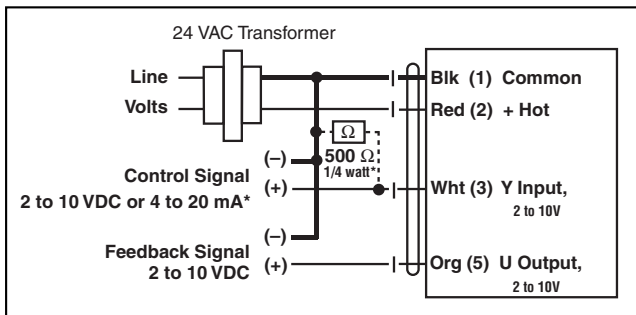 24 VAC Transformer
Line
Volts
Blk (1) Common
Red (2) + Hot
Ω
500 Ω
1/4 watt*
(–)
Control Signal
(+)
2 to 10 VDC or 4 to 20 mA*
Wht (3) Y Input,
2 to 10V
(–)
Feedback Signal
(+)
2 to 10 VDC
Org (5) U Output,
2 to 10V